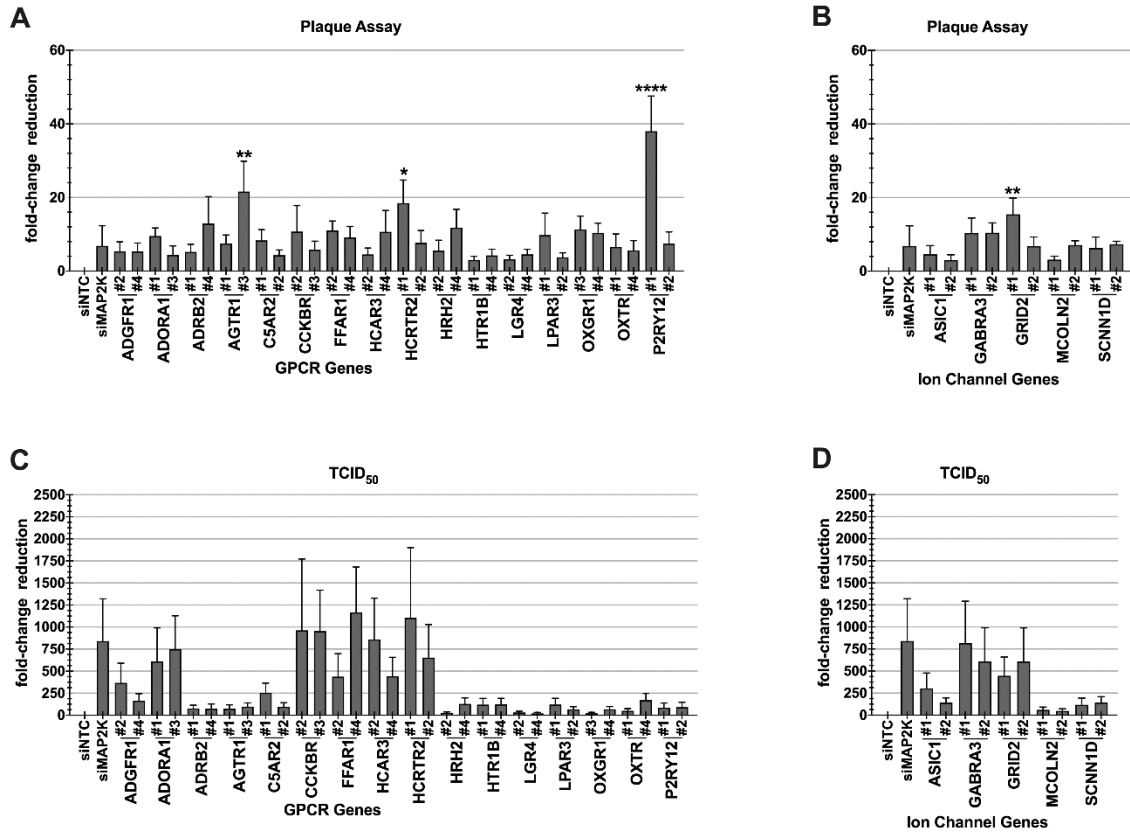 A
Plaque Assay
fold-change reduction
60
40
20
0
**
*
****
siNTC siMAP2K #2 #4 #1 #3 #1 #4 #1 #3 #1 #2 #2 #3 #2 #4 #2 #4 #1 #2 #2 #4 #1 #4 #2 #4 #1 #2 #3 #4 #1 #4 #1 #2
ADGFR1 ADORA1 ADRB2 AGTR1 C5AR2 CCKBR FFAR1 HCAR3 HCRTR2 HRH2 HTR1B LGR4 LPAR3 OXGR1 OXTR P2RY12
GPCR Genes
B
Plaque Assay
fold-change reduction
60
40
20
0
**
siNTC siMAP2K #1 #2 #1 #2 #1 #2 #1 #2 #1 #2
ASIC1 GABRA3 GRID2 MCOLN2 SCNN1D
Ion Channel Genes
C
TCID50
fold-change reduction
2500
2250
2000
1750
1500
1250
1000
750
500
250
0
siNTC siMAP2K #2 #4 #1 #3 #1 #4 #1 #3 #1 #2 #2 #3 #2 #4 #2 #4 #1 #2 #2 #4 #1 #4 #2 #4 #1 #2 #3 #4 #1 #4 #1 #2
ADGFR1 ADORA1 ADRB2 AGTR1 C5AR2 CCKBR FFAR1 HCAR3 HCRTR2 HRH2 HTR1B LGR4 LPAR3 OXGR1 OXTR P2RY12
GPCR Genes
D
TCID50
fold-change reduction
2500
2250
2000
1750
1500
1250
1000
750
500
250
0
siNTC siMAP2K #1 #2 #1 #2 #1 #2 #1 #2 #1 #2
ASIC1 GABRA3 GRID2 MCOLN2 SCNN1D
Ion Channel Genes